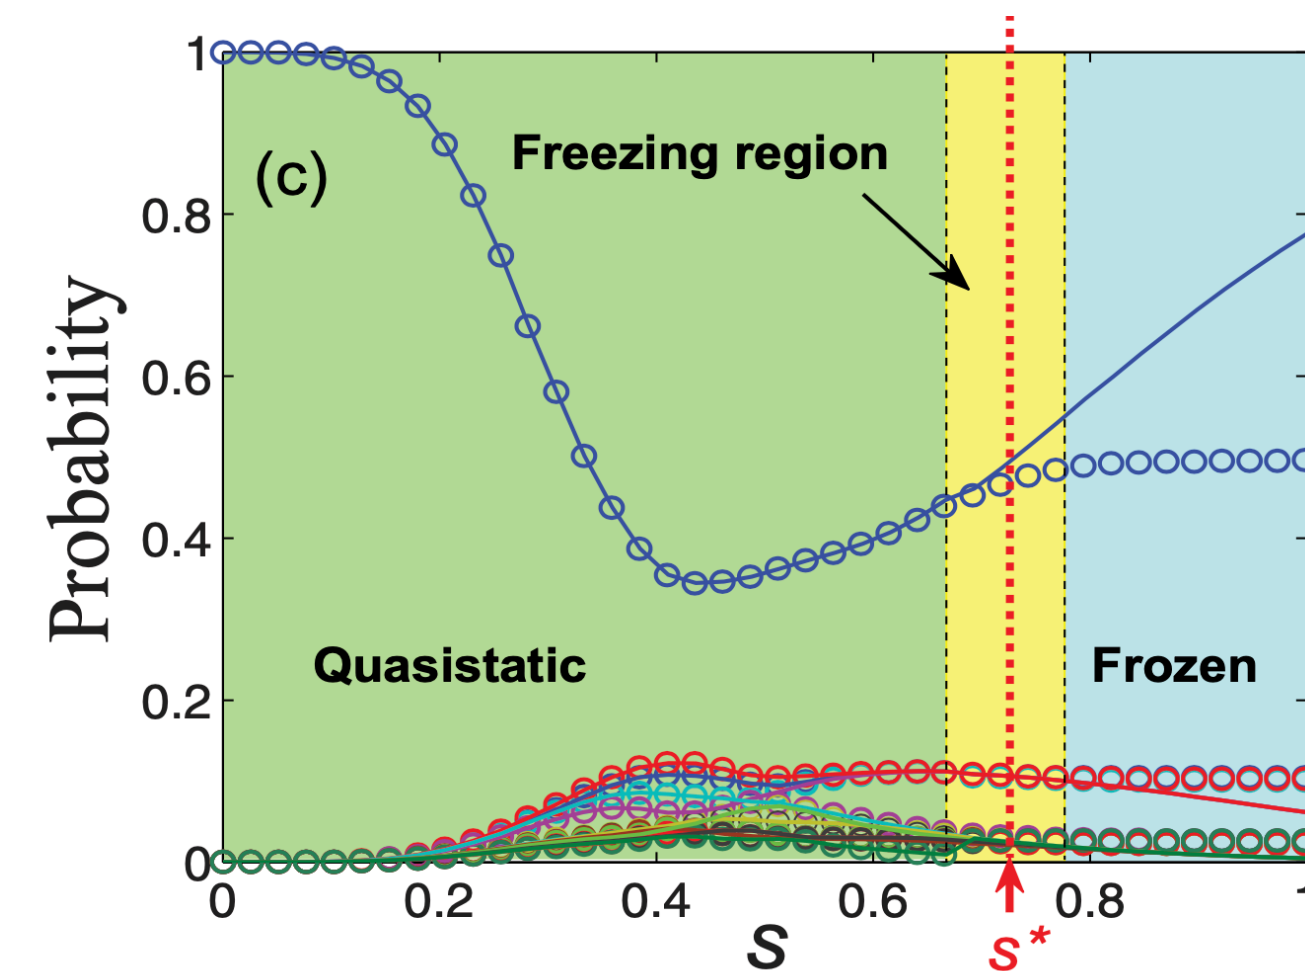 1
(c)
Freezing region
0.8
Probability
0.6
0.4
Quasistatic
Frozen
0.2
0
0 0.2 0.4 0.6 0.8 1
s
s*